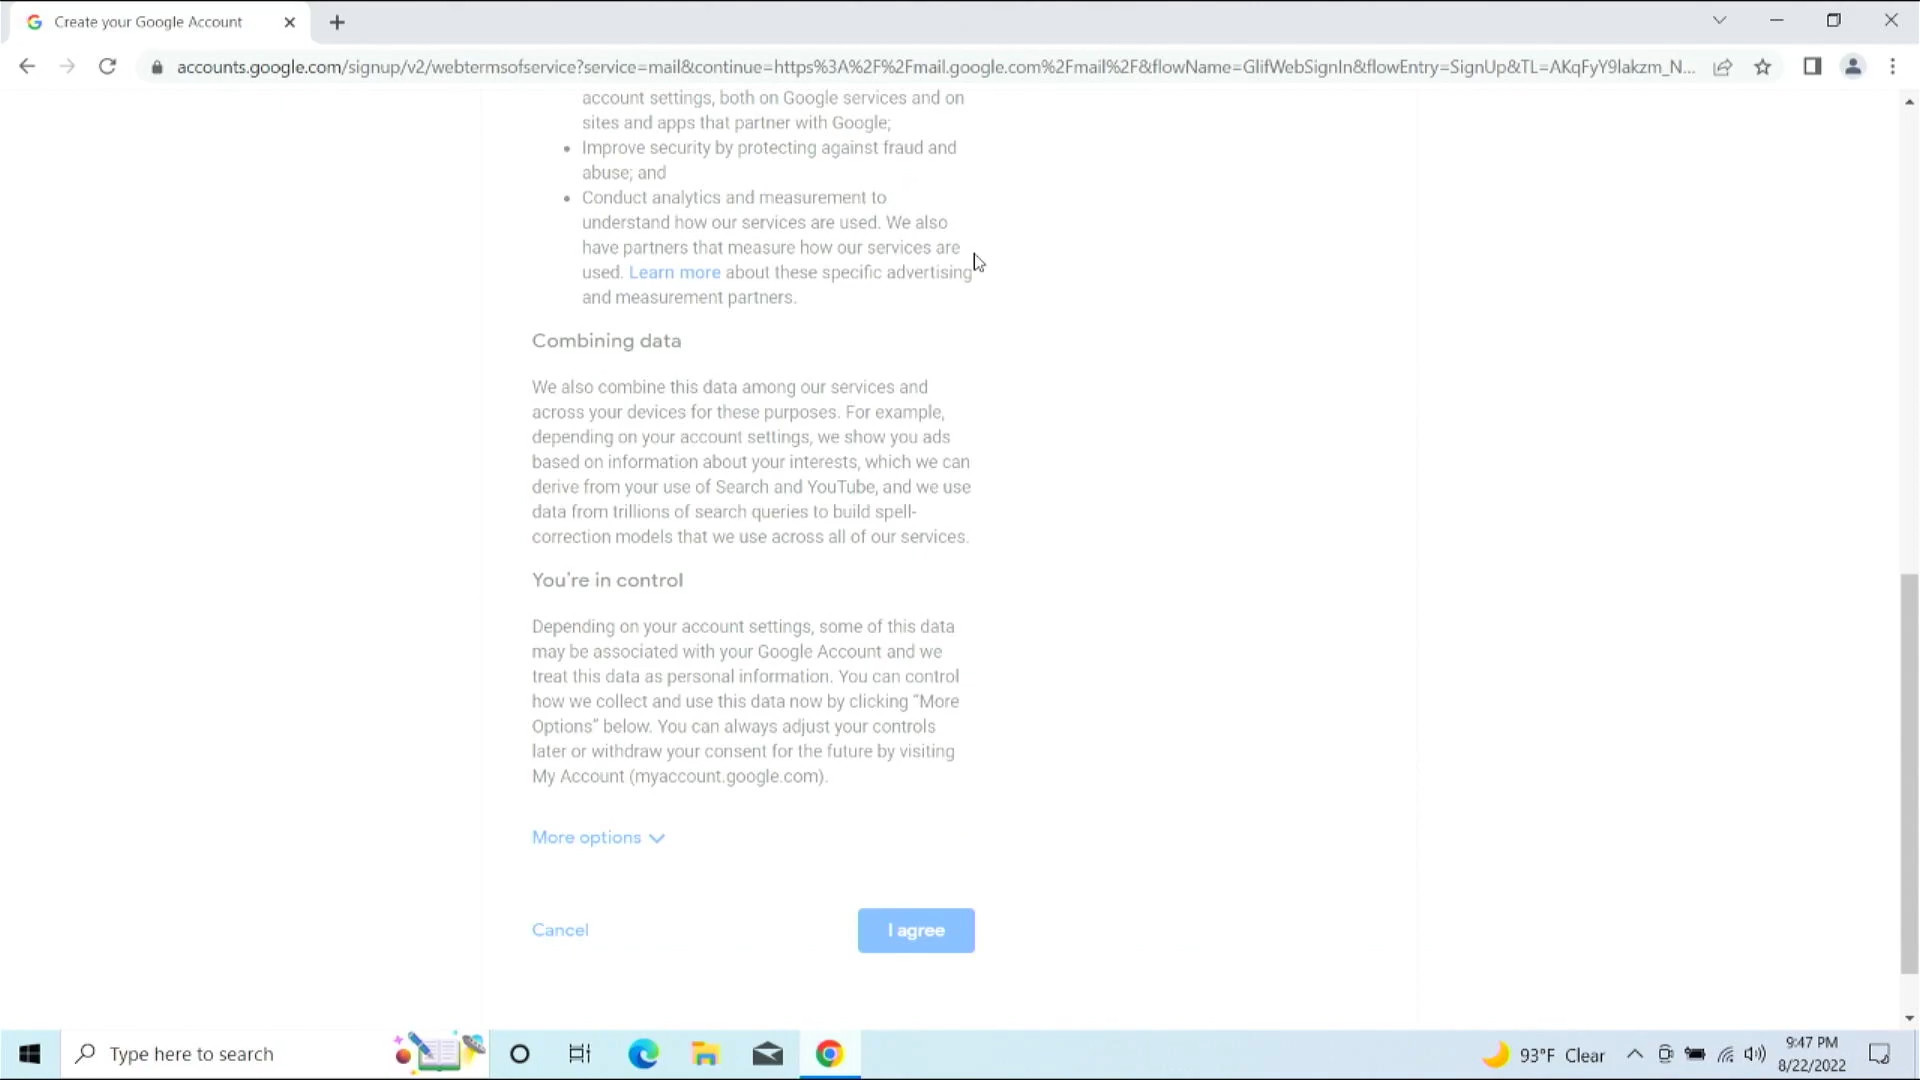 Create your Google Account
accounts.google.com/signup/v2/webtermsofservice?service=mail&continue=https%3A%2F%2Fmail.google.com%2Fmail%2F&flowName=GlifWebSignIn&flowEntry=SignUp&TL=AKqFyY9lakzm_N...
account settings, both on Google services and on
sites and apps that partner with Google;
• Improve security by protecting against fraud and
abuse; and
• Conduct analytics and measurement to
understand how our services are used. We also
have partners that measure how our services are
used. Learn more about these specific advertising
and measurement partners.
Combining data
We also combine this data among our services and
across your devices for these purposes. For example,
depending on your account settings, we show you ads
based on information about your interests, which we can
derive from your use of Search and YouTube, and we use
data from trillions of search queries to build spell-
correction models that we use across all of our services.
You're in control
Depending on your account settings, some of this data
may be associated with your Google Account and we
treat this data as personal information. You can control
how we collect and use this data now by clicking “More
Options” below. You can always adjust your controls
later or withdraw your consent for the future by visiting
My Account (myaccount.google.com).
More options
Cancel
I agree
Type here to search
93°F Clear
9:47 PM
8/22/2022